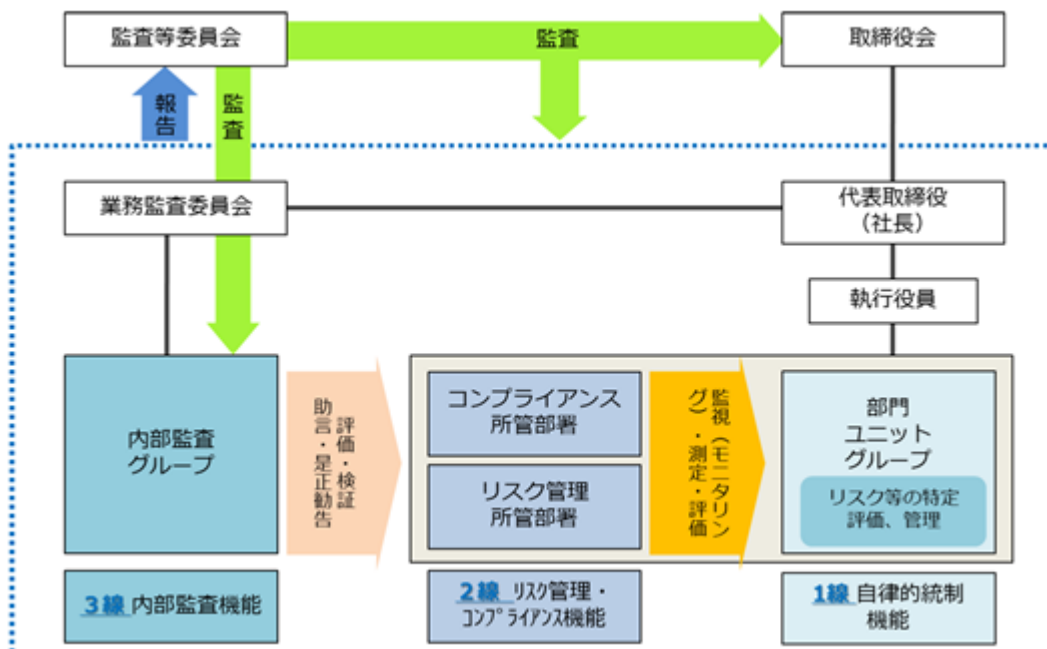 監査等委員会
監査
取締役会
報告
監査
業務監査委員会
代表取締役
（社長）
執行役員
内部監査
グループ
評価・検証
助言・是正勧告
コンプライアンス
所管部署
リスク管理
所管部署
監視（モニタリン
グ）・測定・評価
部門
ユニット
グループ
リスク等の特定
評価、管理
3線 内部監査機能
2線 ﾘｽｸ管理・
ｺﾝﾌﾟﾗｲｱﾝｽ機能
1線 自律的統制
機能